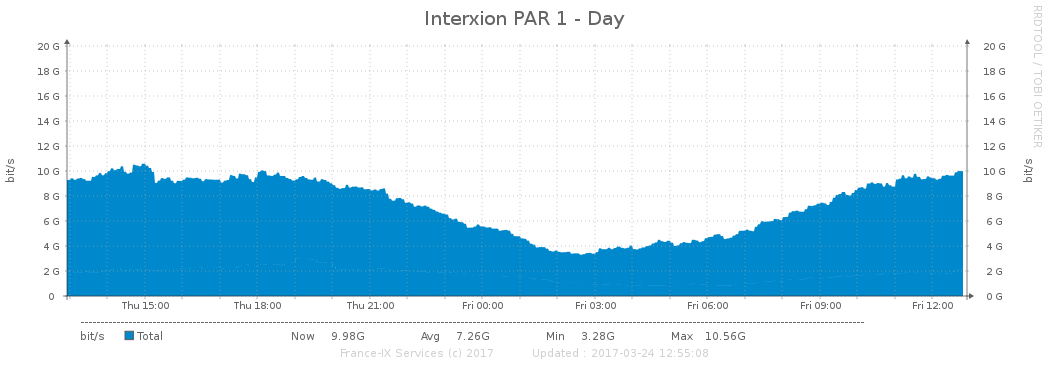 Interxion PAR 1 - Day
RRDTOOL / TOBI OETIKER
bit/s
20 G
18 G
16 G
14 G
12 G
10 G
8 G
6 G
4 G
2 G
0
20 G
18 G
16 G
14 G
12 G
10 G
8 G
6 G
4 G
2 G
0 G
bit/s
Thu 15:00 Thu 18:00 Thu 21:00 Fri 00:00 Fri 03:00 Fri 06:00 Fri 09:00 Fri 12:00
bit/s Total Now 9.98G Avg 7.26G Min 3.28G Max 10.56G
France-IX Services (c) 2017 Updated : 2017-03-24 12:55:08